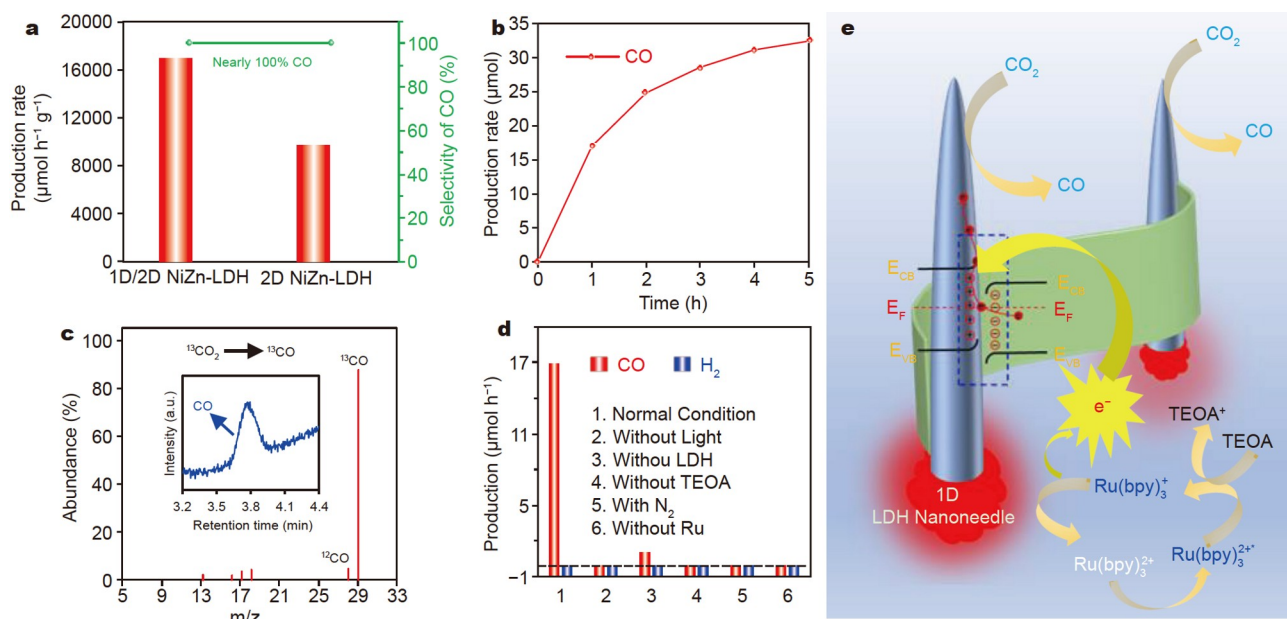 a
20000
16000
12000
8000
4000
0
Production rate
(μmol h⁻¹ g⁻¹)
Nearly 100% CO
100
80
60
40
20
0
Selectivity of CO (%)
1D/2D NiZn-LDH
2D NiZn-LDH
b
35
30
25
20
15
10
5
0
Production rate (μmol)
CO
0 1 2 3 4 5
Time (h)
c
100
80
60
40
20
0
Abundance (%)
¹³CO₂ ¹³CO
¹³CO
CO
Intensity (a.u.)
3.2 3.6 4.0 4.4
Retention time (min)
¹²CO
5 9 13 17 21 25 29 33
m/z
d
17
14
11
8
5
2
−1
Production (μmol h⁻¹)
CO H₂
1. Normal Condition
2. Without Light
3. Withou LDH
4. Without TEOA
5. With N₂
6. Without Ru
1 2 3 4 5 6
e
CO₂
CO
CO₂
CO
E_CB
E_F
E_VB
E_CB
E_F
E_VB
e⁻
TEOA⁺
TEOA
Ru(bpy)₃⁺
Ru(bpy)₃²⁺
Ru(bpy)₃²⁺*
1D
LDH Nanoneedle